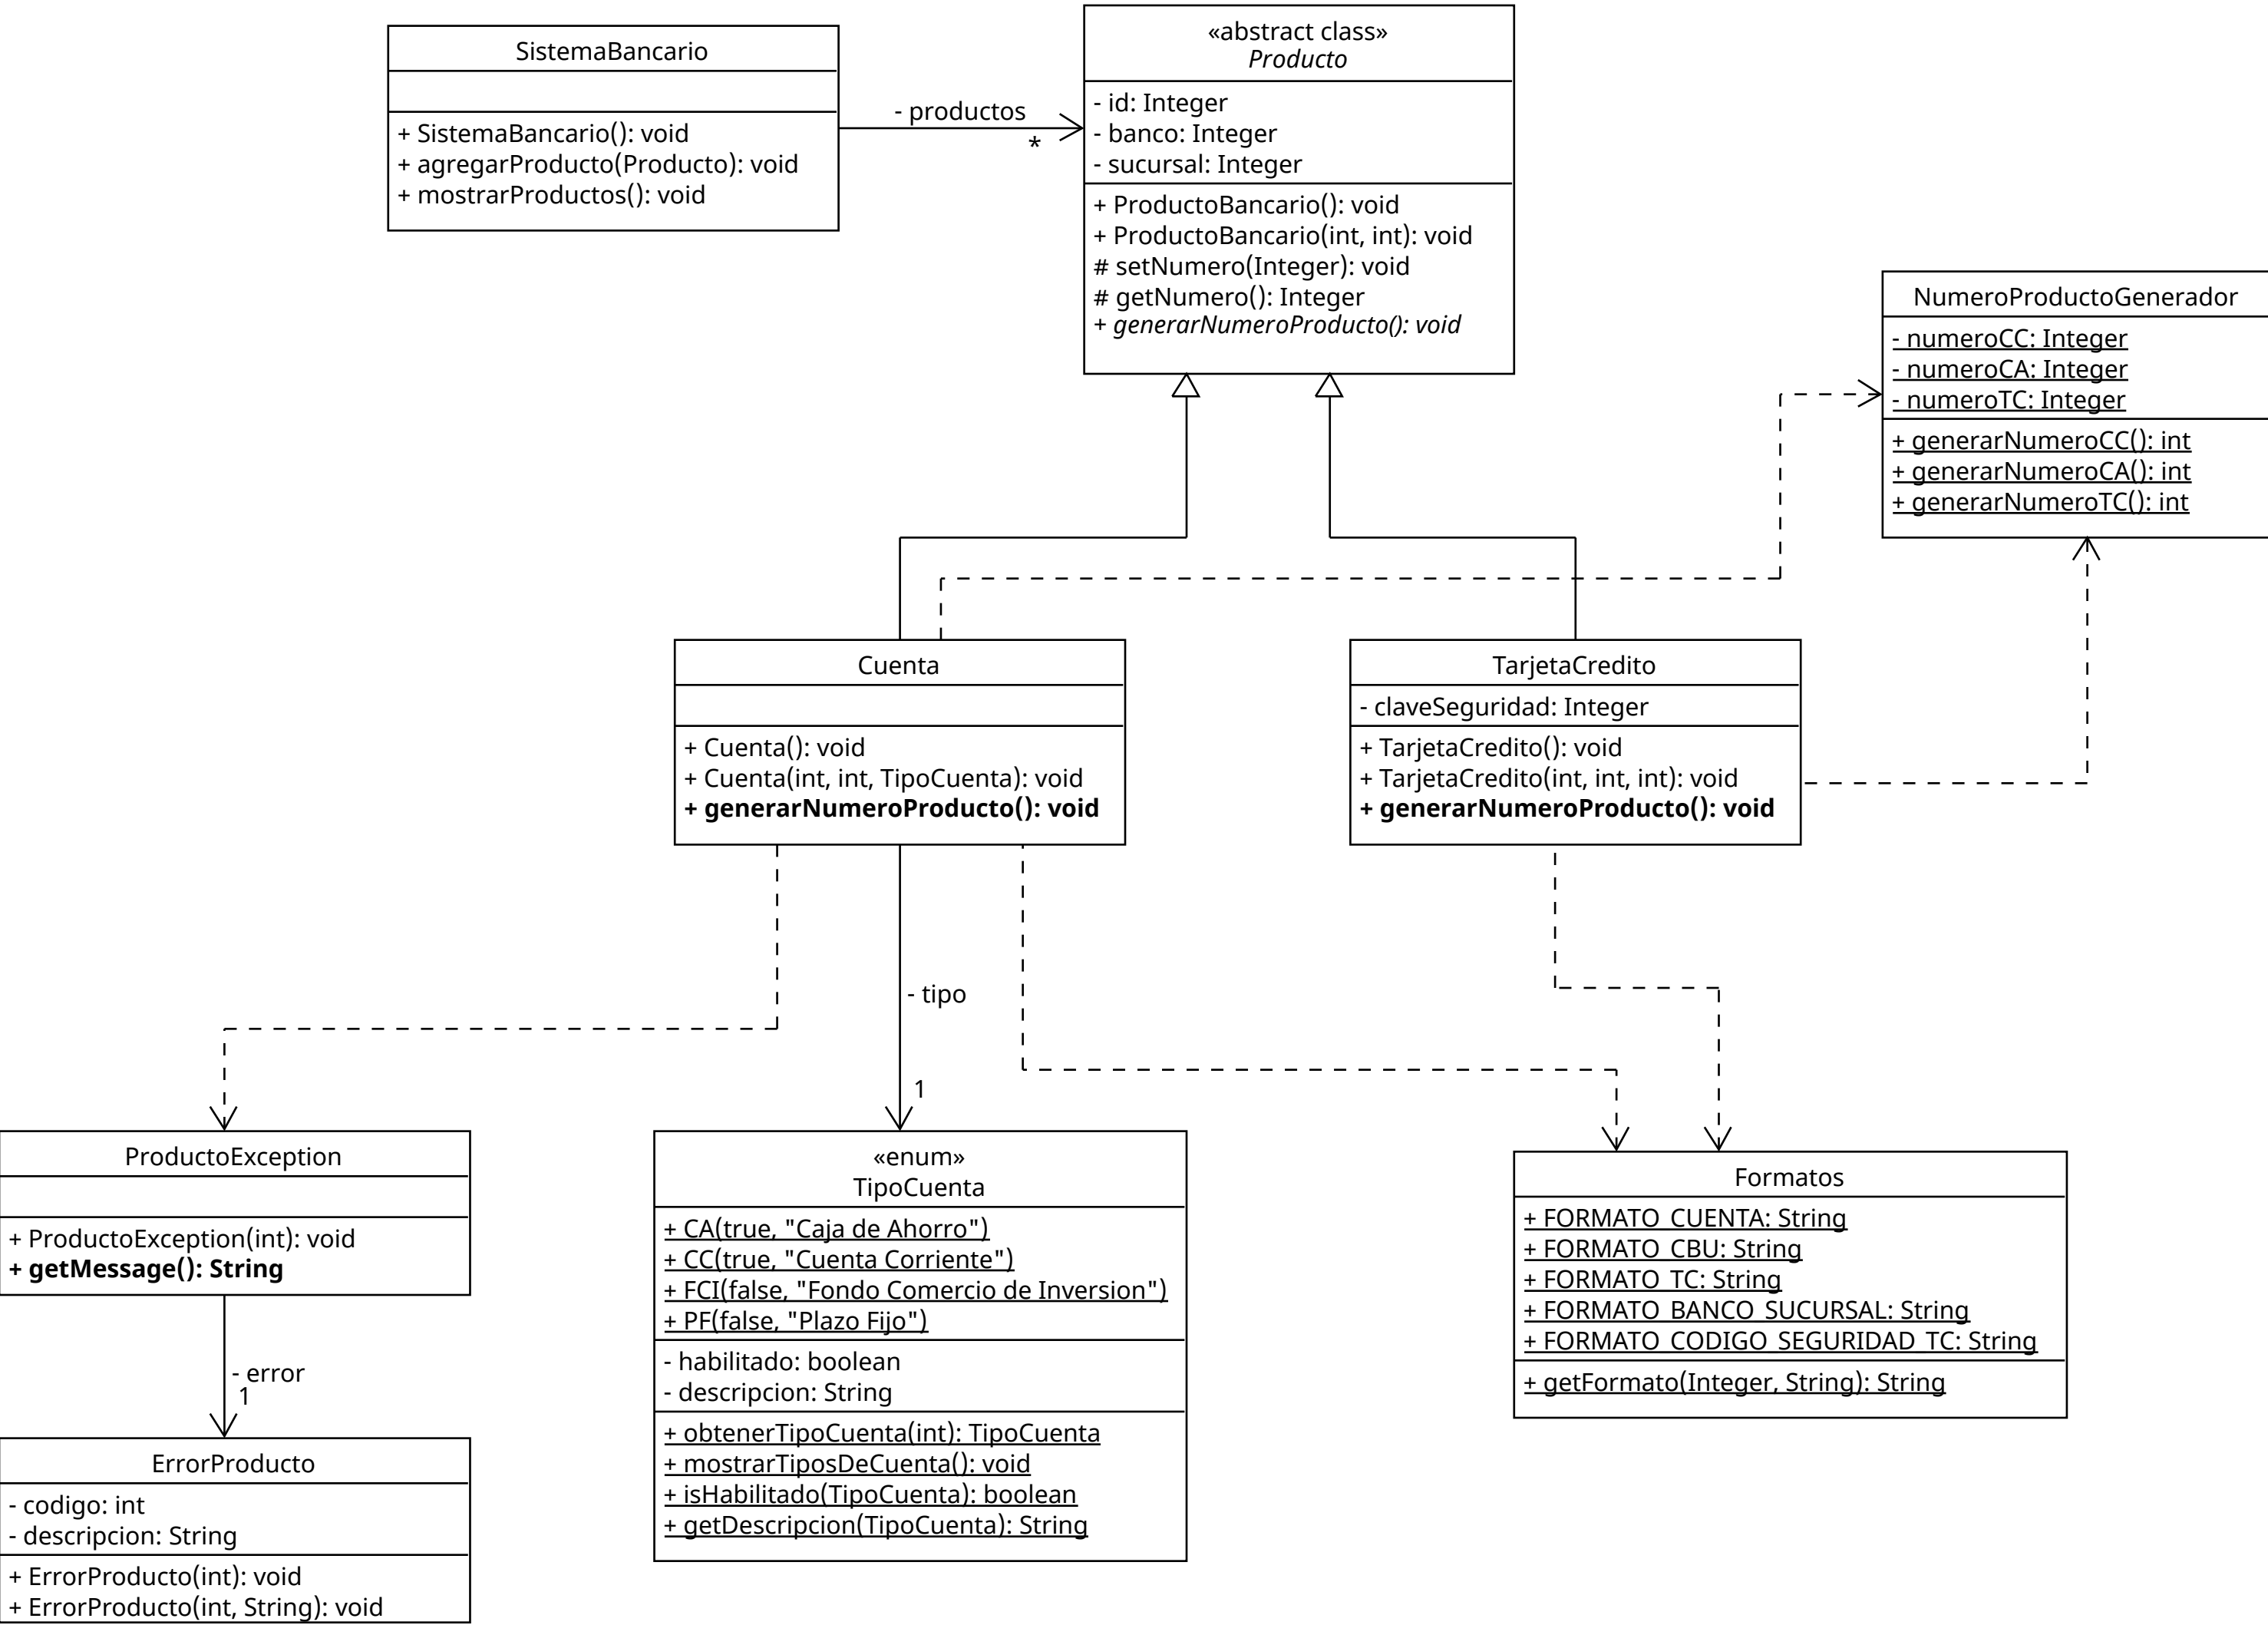 SistemaBancario
+ SistemaBancario(): void
+ agregarProducto(Producto): void
+ mostrarProductos(): void
- productos
*
«abstract class»
Producto
- id: Integer
- banco: Integer
- sucursal: Integer
+ ProductoBancario(): void
+ ProductoBancario(int, int): void
# setNumero(Integer): void
# getNumero(): Integer
+ generarNumeroProducto(): void
NumeroProductoGenerador
- numeroCC: Integer
- numeroCA: Integer
- numeroTC: Integer
+ generarNumeroCC(): int
+ generarNumeroCA(): int
+ generarNumeroTC(): int
Cuenta
+ Cuenta(): void
+ Cuenta(int, int, TipoCuenta): void
+ generarNumeroProducto(): void
TarjetaCredito
- claveSeguridad: Integer
+ TarjetaCredito(): void
+ TarjetaCredito(int, int, int): void
+ generarNumeroProducto(): void
- tipo
1
ProductoException
+ ProductoException(int): void
+ getMessage(): String
- error
1
ErrorProducto
- codigo: int
- descripcion: String
+ ErrorProducto(int): void
+ ErrorProducto(int, String): void
«enum»
TipoCuenta
+ CA(true, "Caja de Ahorro")
+ CC(true, "Cuenta Corriente")
+ FCI(false, "Fondo Comercio de Inversion")
+ PF(false, "Plazo Fijo")
- habilitado: boolean
- descripcion: String
+ obtenerTipoCuenta(int): TipoCuenta
+ mostrarTiposDeCuenta(): void
+ isHabilitado(TipoCuenta): boolean
+ getDescripcion(TipoCuenta): String
Formatos
+ FORMATO_CUENTA: String
+ FORMATO_CBU: String
+ FORMATO_TC: String
+ FORMATO_BANCO_SUCURSAL: String
+ FORMATO_CODIGO_SEGURIDAD_TC: String
+ getFormato(Integer, String): String